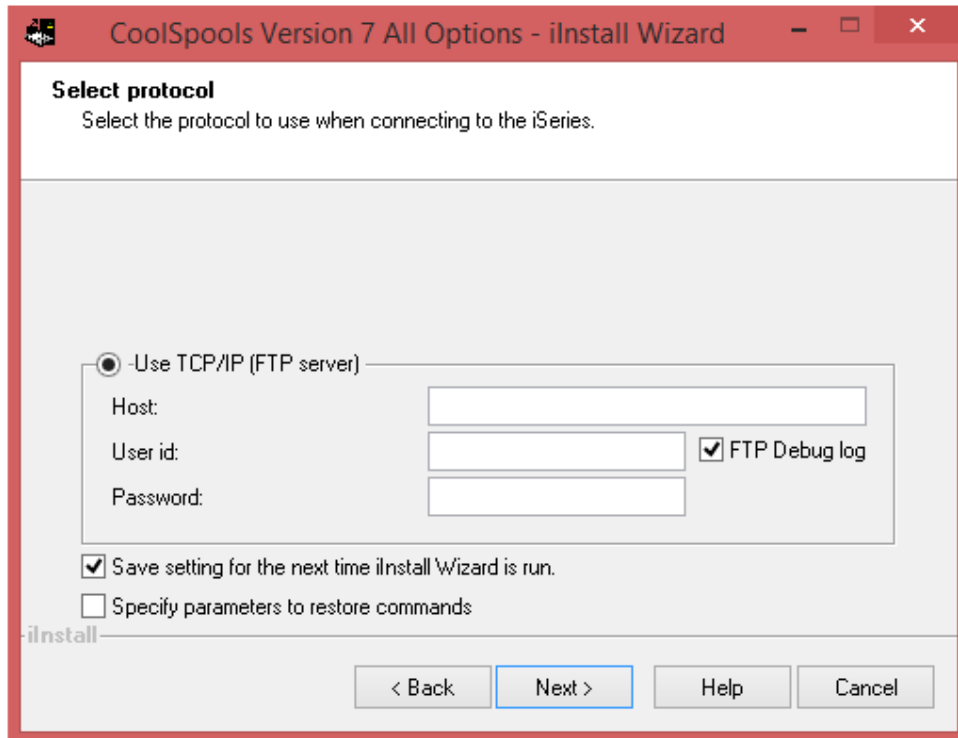 CoolSpools Version 7 All Options - iInstall Wizard
Select protocol
Select the protocol to use when connecting to the iSeries.
-Use TCP/IP (FTP server)
Host:
User id:
FTP Debug log
Password:
Save setting for the next time iInstall Wizard is run.
Specify parameters to restore commands
iInstall
< Back Next > Help Cancel